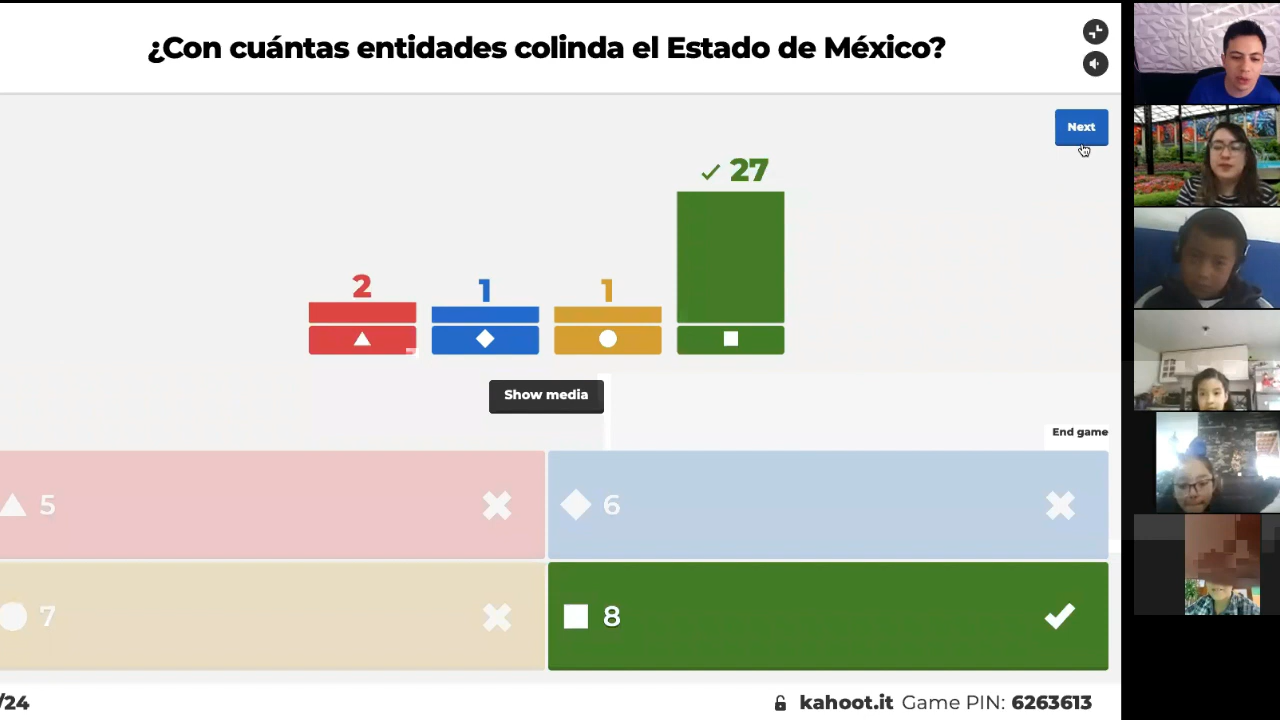 ¿Con cuántas entidades colinda el Estado de México?
Next
27
2
1
1
Show media
End game
5
6
7
8
/24
kahoot.it Game PIN: 6263613